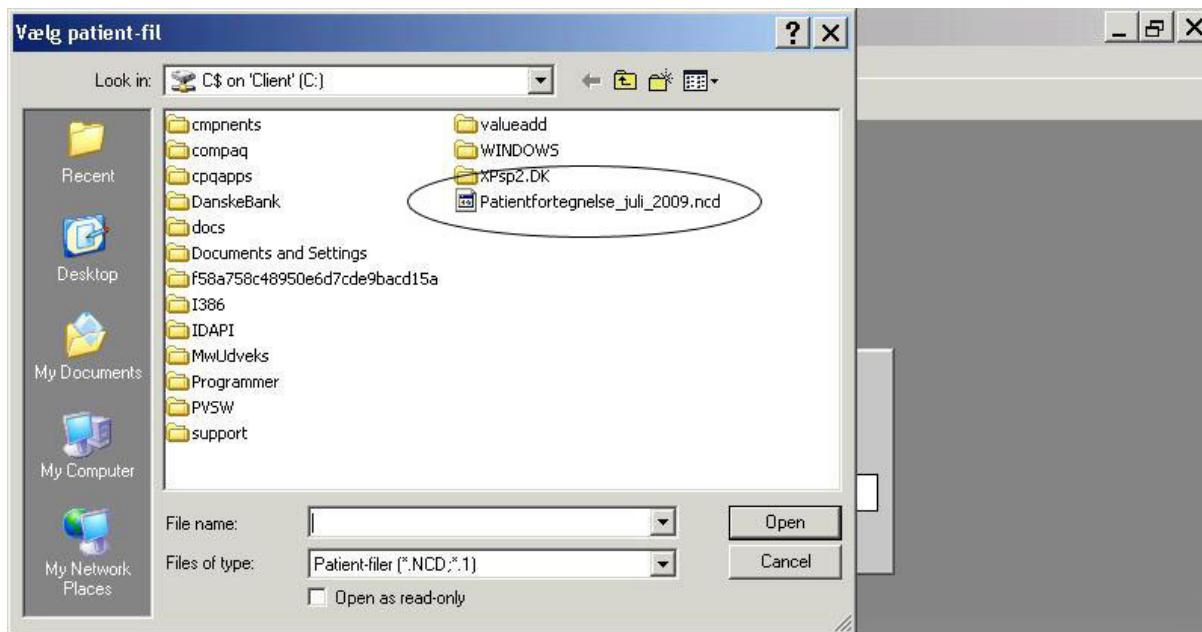 Vælg patient-fil
Look in:
C$ on 'Client' (C:)
Recent
Desktop
My Documents
My Computer
My Network
Places
cmpnents
compaq
cpqapps
DanskeBank
docs
Documents and Settings
f58a758c48950e6d7cde9bacd15a
I386
IDAPI
MwUdveks
Programmer
PVSW
support
valueadd
WINDOWS
XPsp2.DK
Patientfortegnelse_juli_2009.ncd
File name:
Open
Files of type:
Patient-filer (*.NCD;*.1)
Cancel
Open as read-only